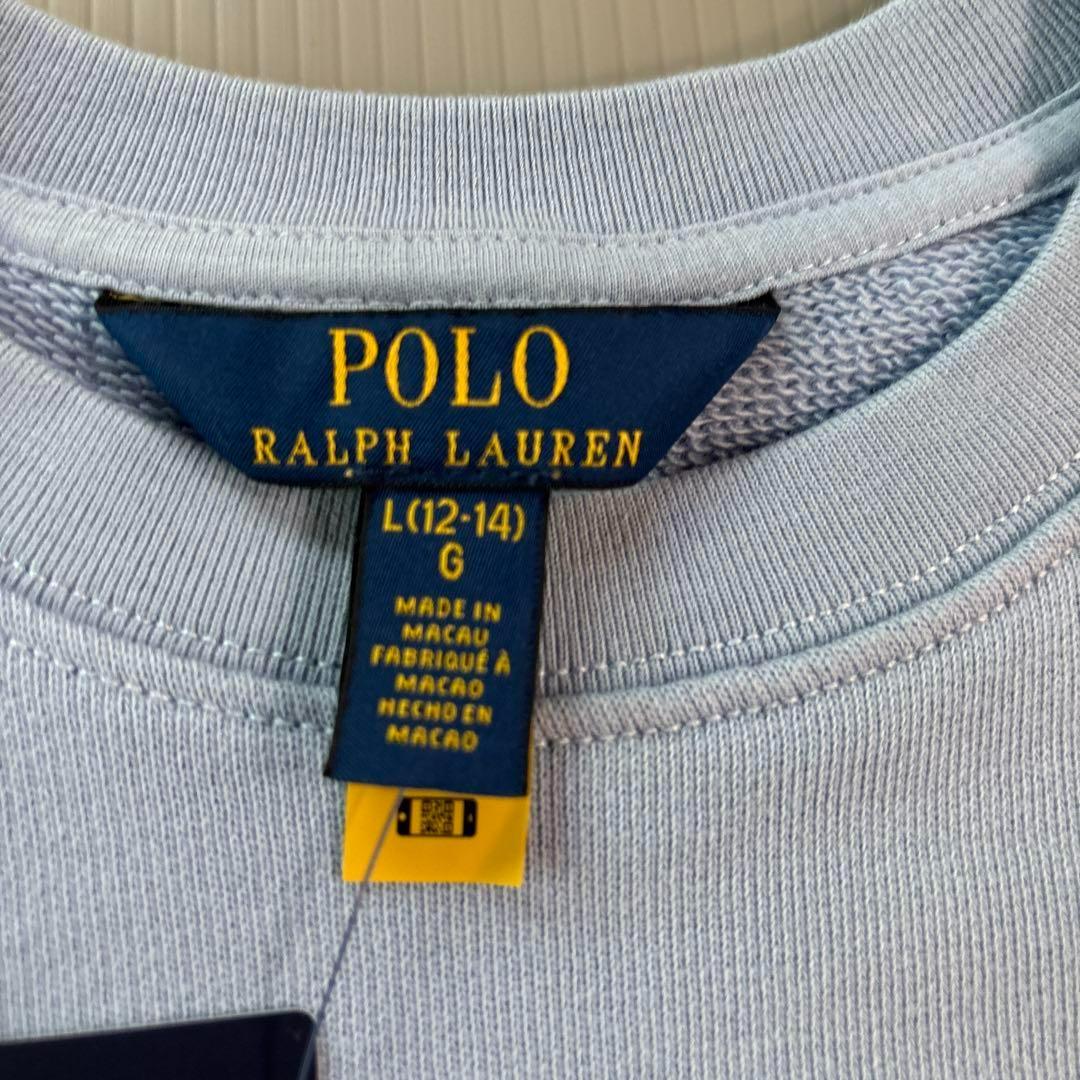 POLO
RALPH LAUREN
L(12-14)
G
MADE IN
MACAU
FABRIQUÉ À
MACAO
HECHO EN
MACAO